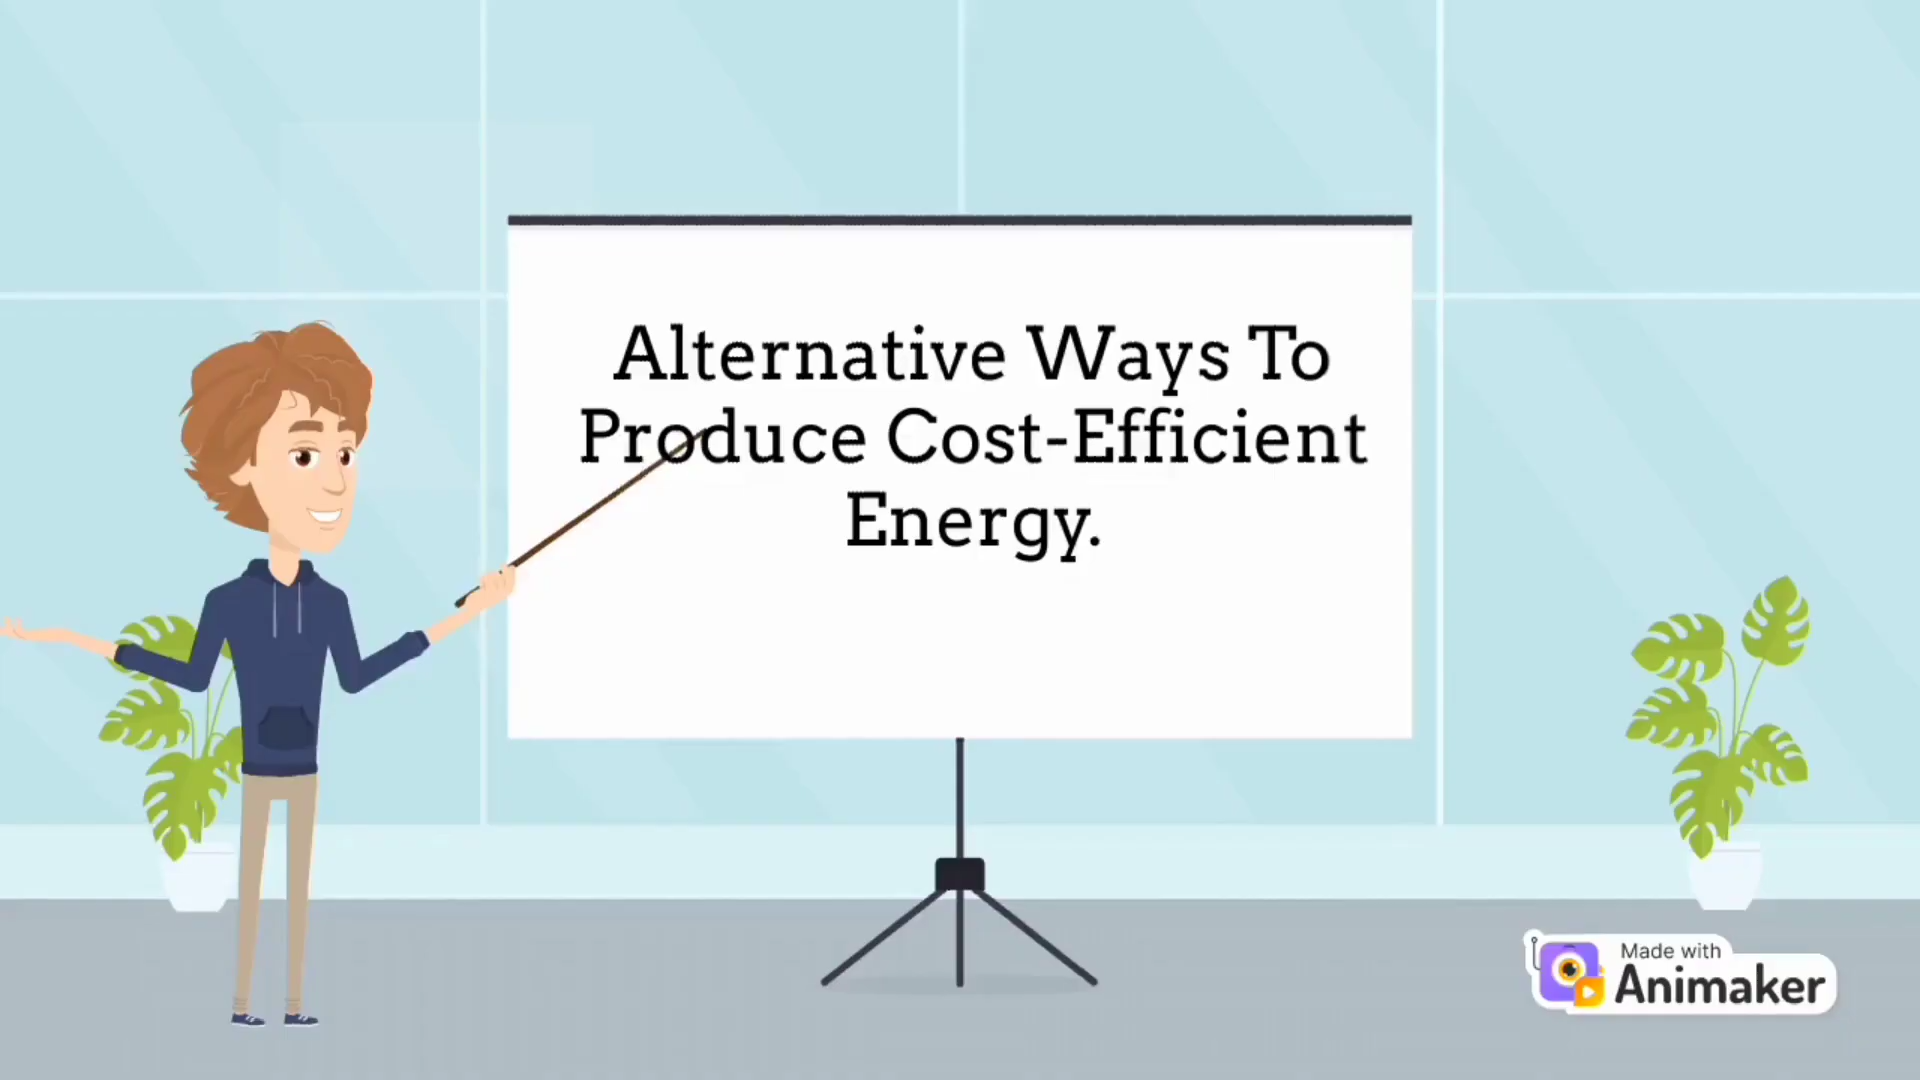 Alternative Ways To
Produce Cost-Efficient
Energy.
Made with
Animaker